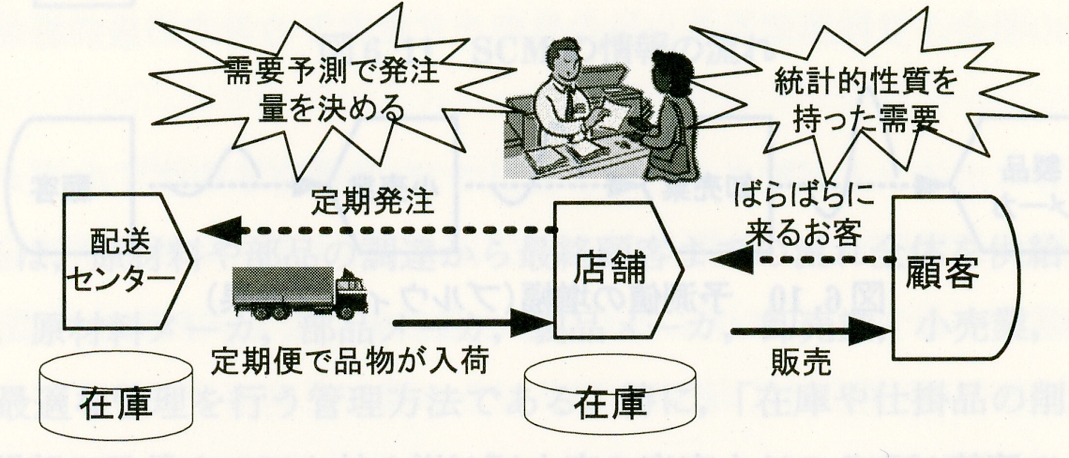 需要予測で発注
量を決める
統計的性質を
持った需要
定期発注
ばらばらに
来るお客
配送
センター
店舗
顧客
定期便で品物が入荷
販売
在庫
在庫